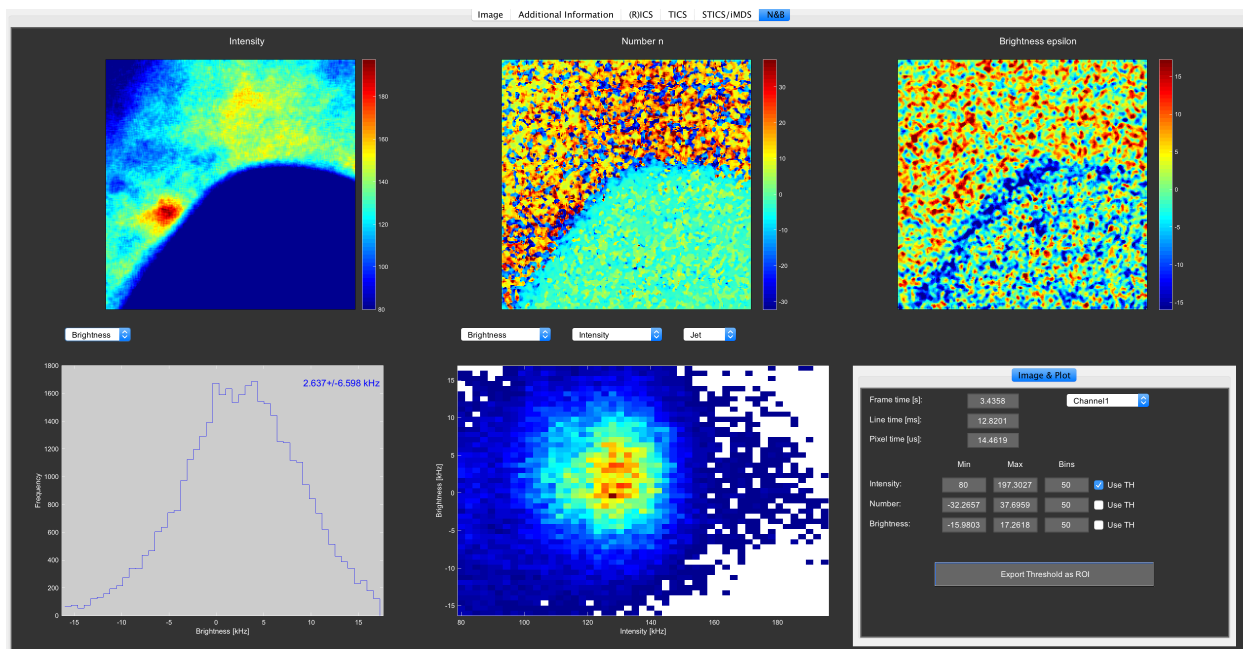 Image Additional Information (R)ICS TICS STICS/iMDS N&B
Intensity Number n Brightness epsilon
180
160
140
120
100
80
30
20
10
0
-10
-20
-30
15
10
5
0
-5
-10
-15
Brightness Brightness Intensity Jet
2.637+/-6.598 kHz
1800
1600
1400
1200
1000
800
600
400
200
0
Frequency
-15 -10 -5 0 5 10 15
Brightness [kHz]
15
10
5
0
-5
-10
-15
Brightness [kHz]
80 100 120 140 160 180
Intensity [kHz]
Image & Plot
Frame time [s]: 3.4358 Channel1
Line time [ms]: 12.8201
Pixel time [us]: 14.4619
Min Max Bins
Intensity: 80 197.3027 50 Use TH
Number: -32.2657 37.6959 50 Use TH
Brightness: -15.9803 17.2618 50 Use TH
Export Threshold as ROI